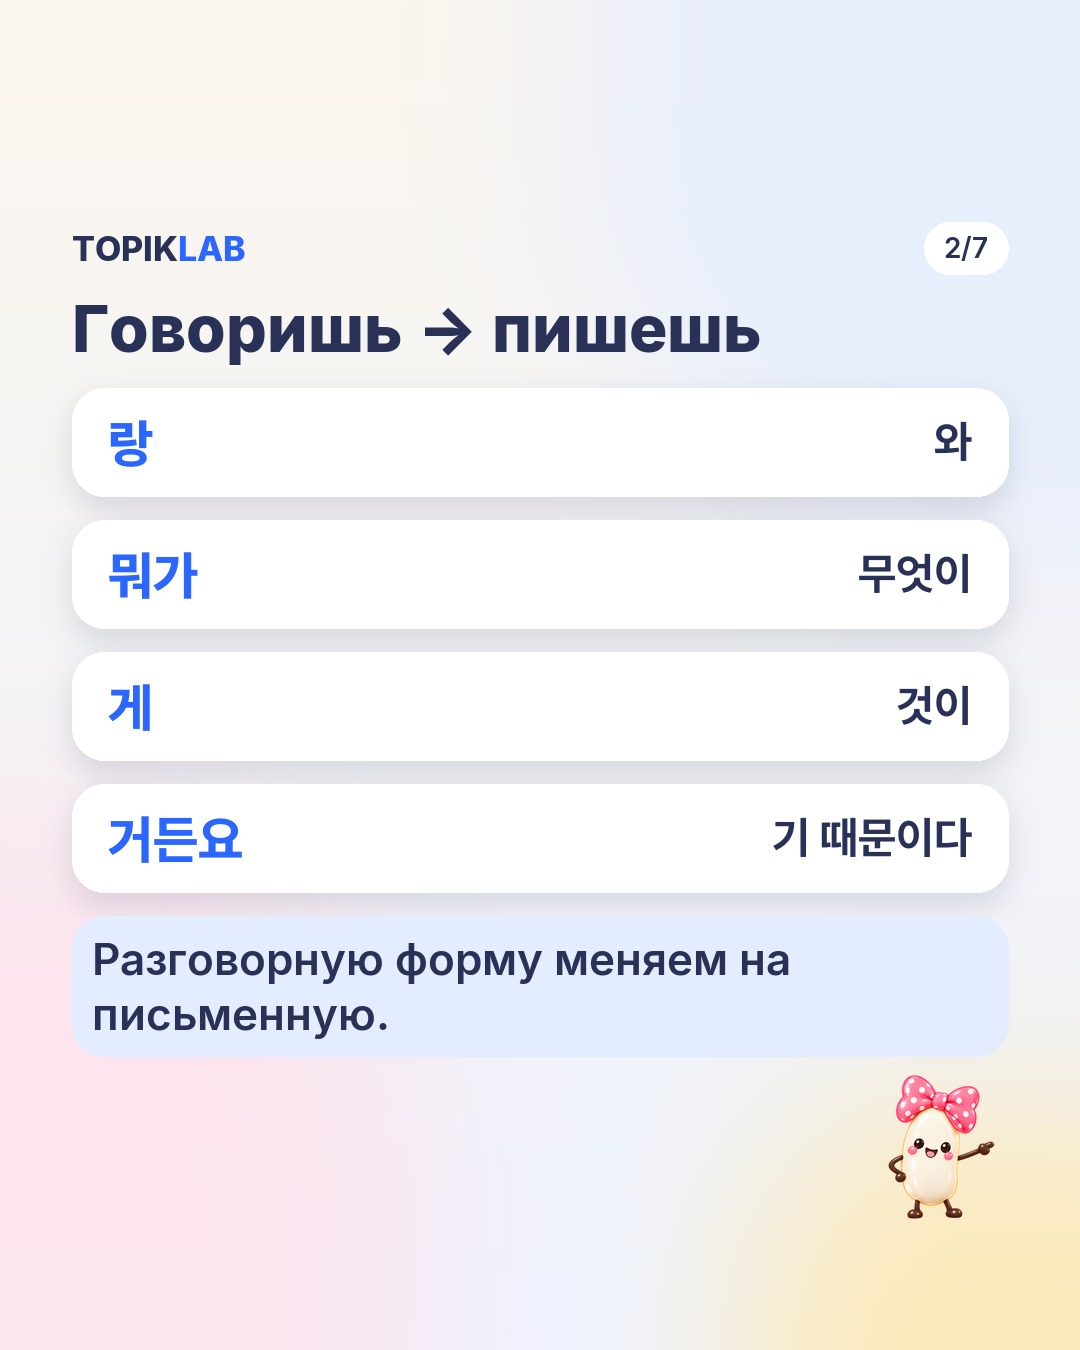 TOPIKLAB
2/7
Говоришь → пишешь
랑 와
뭐가 무엇이
게 것이
거든요 기 때문이다
Разговорную форму меняем на
письменную.